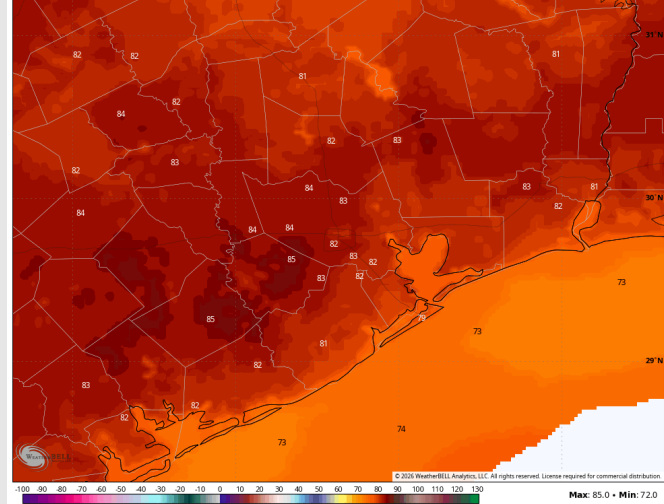 31°N
82 82 81 81
84 82
82 83
82 83
84 83 81
30°N
84 83 82
84 84
82
85 83 82
83 82
73
85 79
73
81
29°N
82
83
82 82
74
73
WEATHERBELL
© 2026 WeatherBELL Analytics, LLC. All rights reserved. License required for commercial distribution.
-100 -90 -80 -70 -60 -50 -40 -30 -20 -10 0 10 20 30 40 50 60 70 80 90 100 110 120 130
Max: 85.0 • Min: 72.0